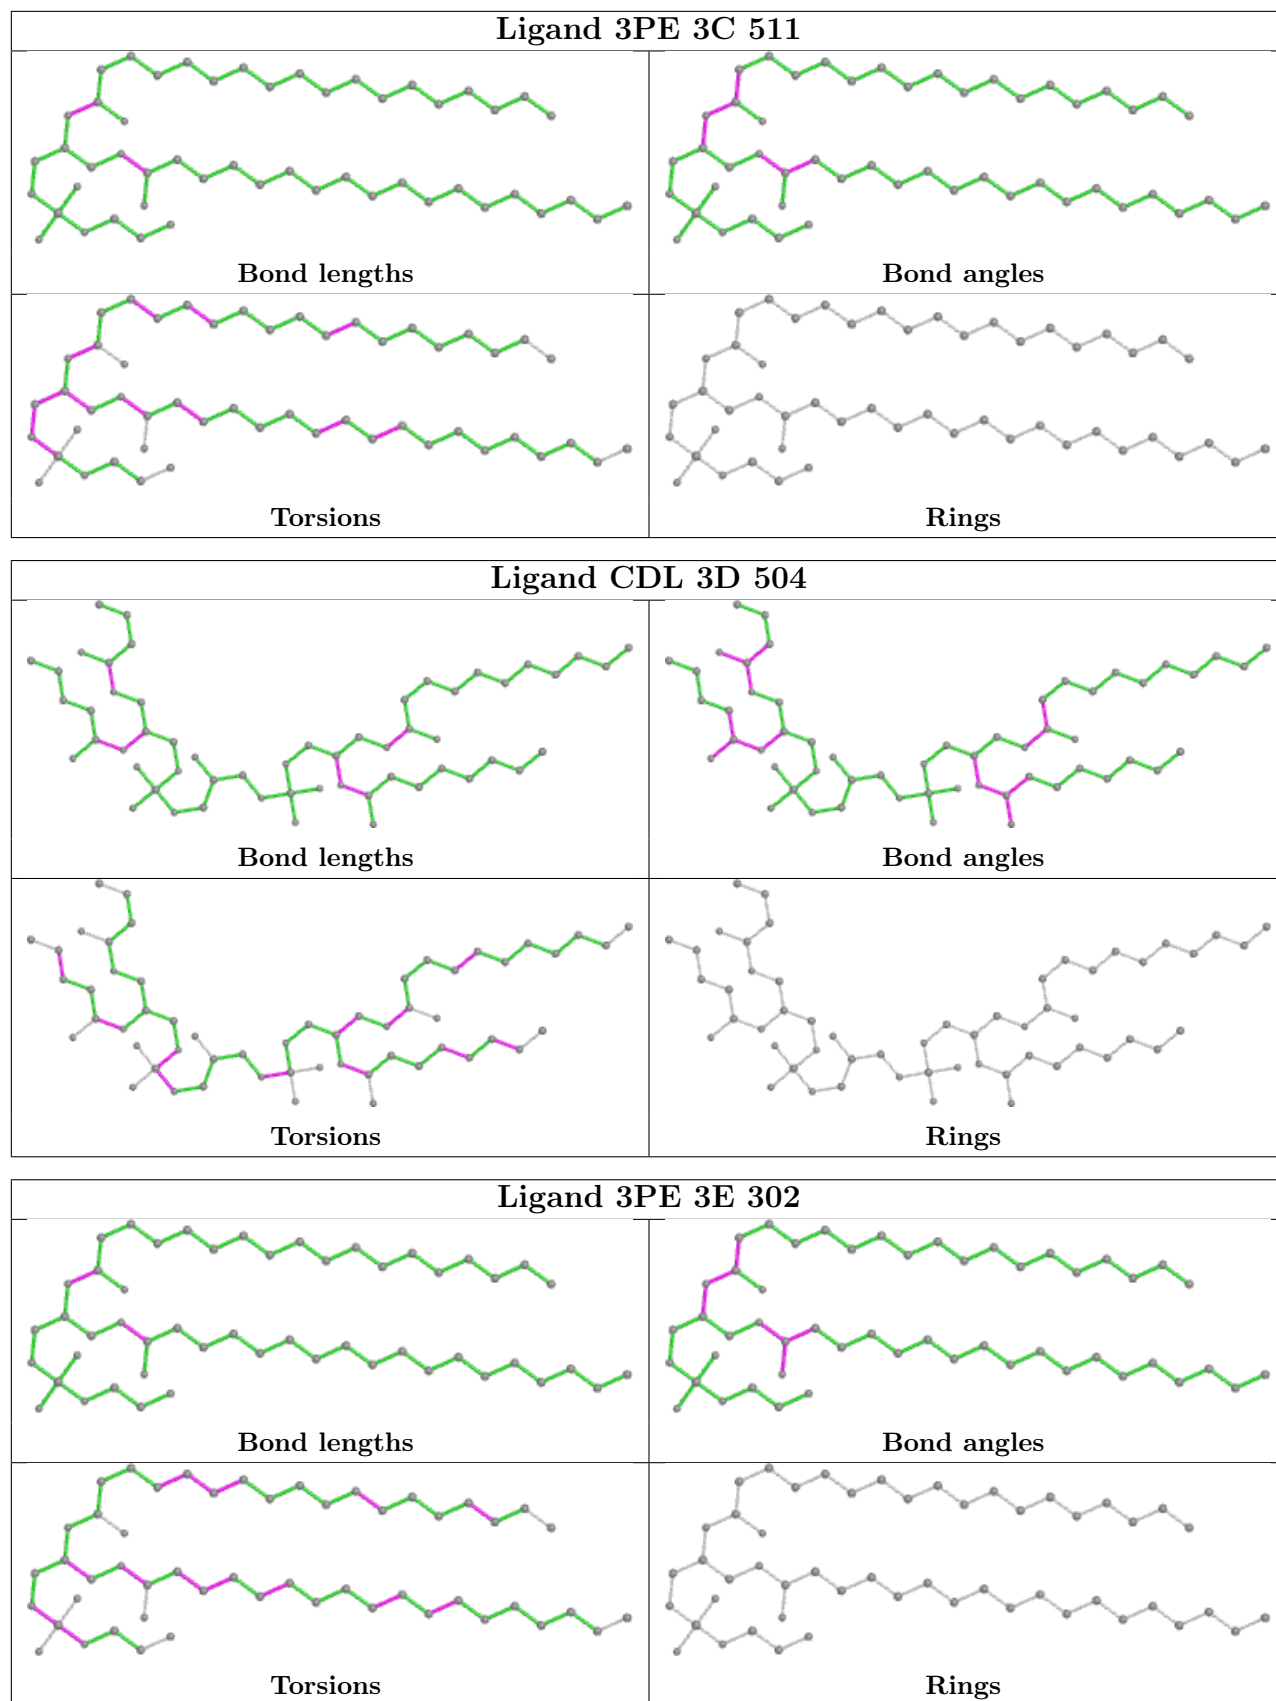 Ligand 3PE 3C 511
Bond lengths
Bond angles
Torsions
Rings
Ligand CDL 3D 504
Bond lengths
Bond angles
Torsions
Rings
Ligand 3PE 3E 302
Bond lengths
Bond angles
Torsions
Rings